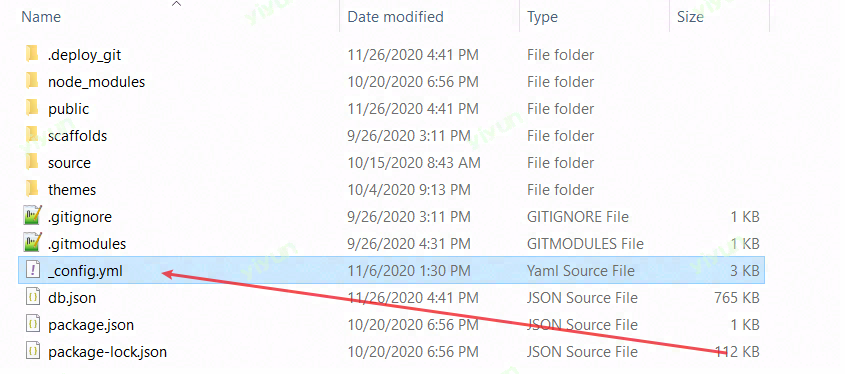 Name Date modified Type Size
.deploy_git 11/26/2020 4:41 PM File folder
node_modules 10/20/2020 6:56 PM File folder
public 11/26/2020 4:41 PM File folder
scaffolds 9/26/2020 3:11 PM File folder
source 10/15/2020 8:43 AM File folder
themes 10/4/2020 9:13 PM File folder
.gitignore 9/26/2020 3:11 PM GITIGNORE File 1 KB
.gitmodules 9/26/2020 4:31 PM GITMODULES File 1 KB
_config.yml 11/6/2020 1:30 PM Yaml Source File 3 KB
db.json 11/26/2020 4:41 PM JSON Source File 765 KB
package.json 10/20/2020 6:56 PM JSON Source File 1 KB
package-lock.json 10/20/2020 6:56 PM JSON Source File 112 KB